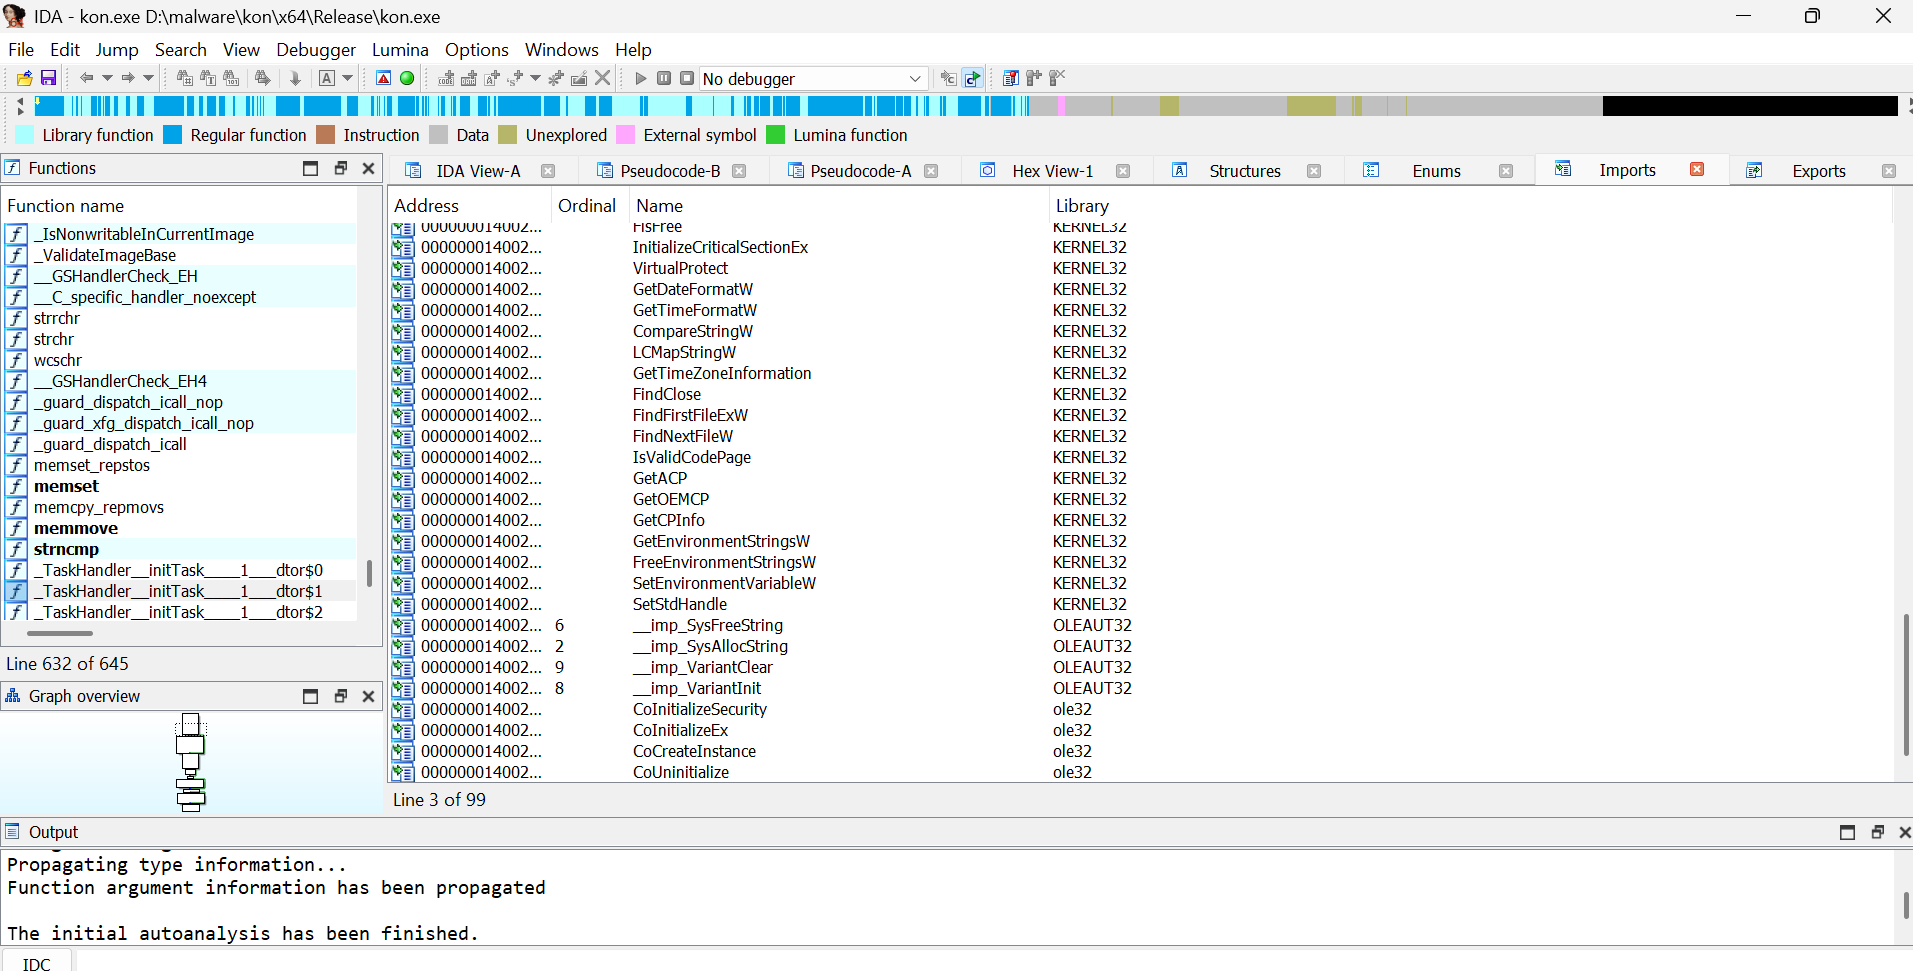 IDA - kon.exe D:\malware\kon\x64\Release\kon.exe
File Edit Jump Search View Debugger Lumina Options Windows Help
No debugger
Library function Regular function Instruction Data Unexplored External symbol Lumina function
Functions
IDA View-A Pseudocode-B Pseudocode-A Hex View-1 Structures Enums Imports Exports
Function name
_IsNonwritableInCurrentImage
_ValidateImageBase
__GSHandlerCheck_EH
__C_specific_handler_noexcept
strrchr
strchr
wcschr
__GSHandlerCheck_EH4
_guard_dispatch_icall_nop
_guard_xfg_dispatch_icall_nop
_guard_dispatch_icall
memset_repstos
memset
memcpy_repmovs
memmove
strncmp
_TaskHandler__initTask____1___dtor$0
_TaskHandler__initTask____1___dtor$1
_TaskHandler__initTask____1___dtor$2
Line 632 of 645
Graph overview
Address Ordinal Name Library
000000014002... FlsFree KERNEL32
000000014002... InitializeCriticalSectionEx KERNEL32
000000014002... VirtualProtect KERNEL32
000000014002... GetDateFormatW KERNEL32
000000014002... GetTimeFormatW KERNEL32
000000014002... CompareStringW KERNEL32
000000014002... LCMapStringW KERNEL32
000000014002... GetTimeZoneInformation KERNEL32
000000014002... FindClose KERNEL32
000000014002... FindFirstFileExW KERNEL32
000000014002... FindNextFileW KERNEL32
000000014002... IsValidCodePage KERNEL32
000000014002... GetACP KERNEL32
000000014002... GetOEMCP KERNEL32
000000014002... GetCPInfo KERNEL32
000000014002... GetEnvironmentStringsW KERNEL32
000000014002... FreeEnvironmentStringsW KERNEL32
000000014002... SetEnvironmentVariableW KERNEL32
000000014002... SetStdHandle KERNEL32
000000014002... 6 __imp_SysFreeString OLEAUT32
000000014002... 2 __imp_SysAllocString OLEAUT32
000000014002... 9 __imp_VariantClear OLEAUT32
000000014002... 8 __imp_VariantInit OLEAUT32
000000014002... CoInitializeSecurity ole32
000000014002... CoInitializeEx ole32
000000014002... CoCreateInstance ole32
000000014002... CoUninitialize ole32
Line 3 of 99
Output
Propagating type information...
Function argument information has been propagated
The initial autoanalysis has been finished.
IDC